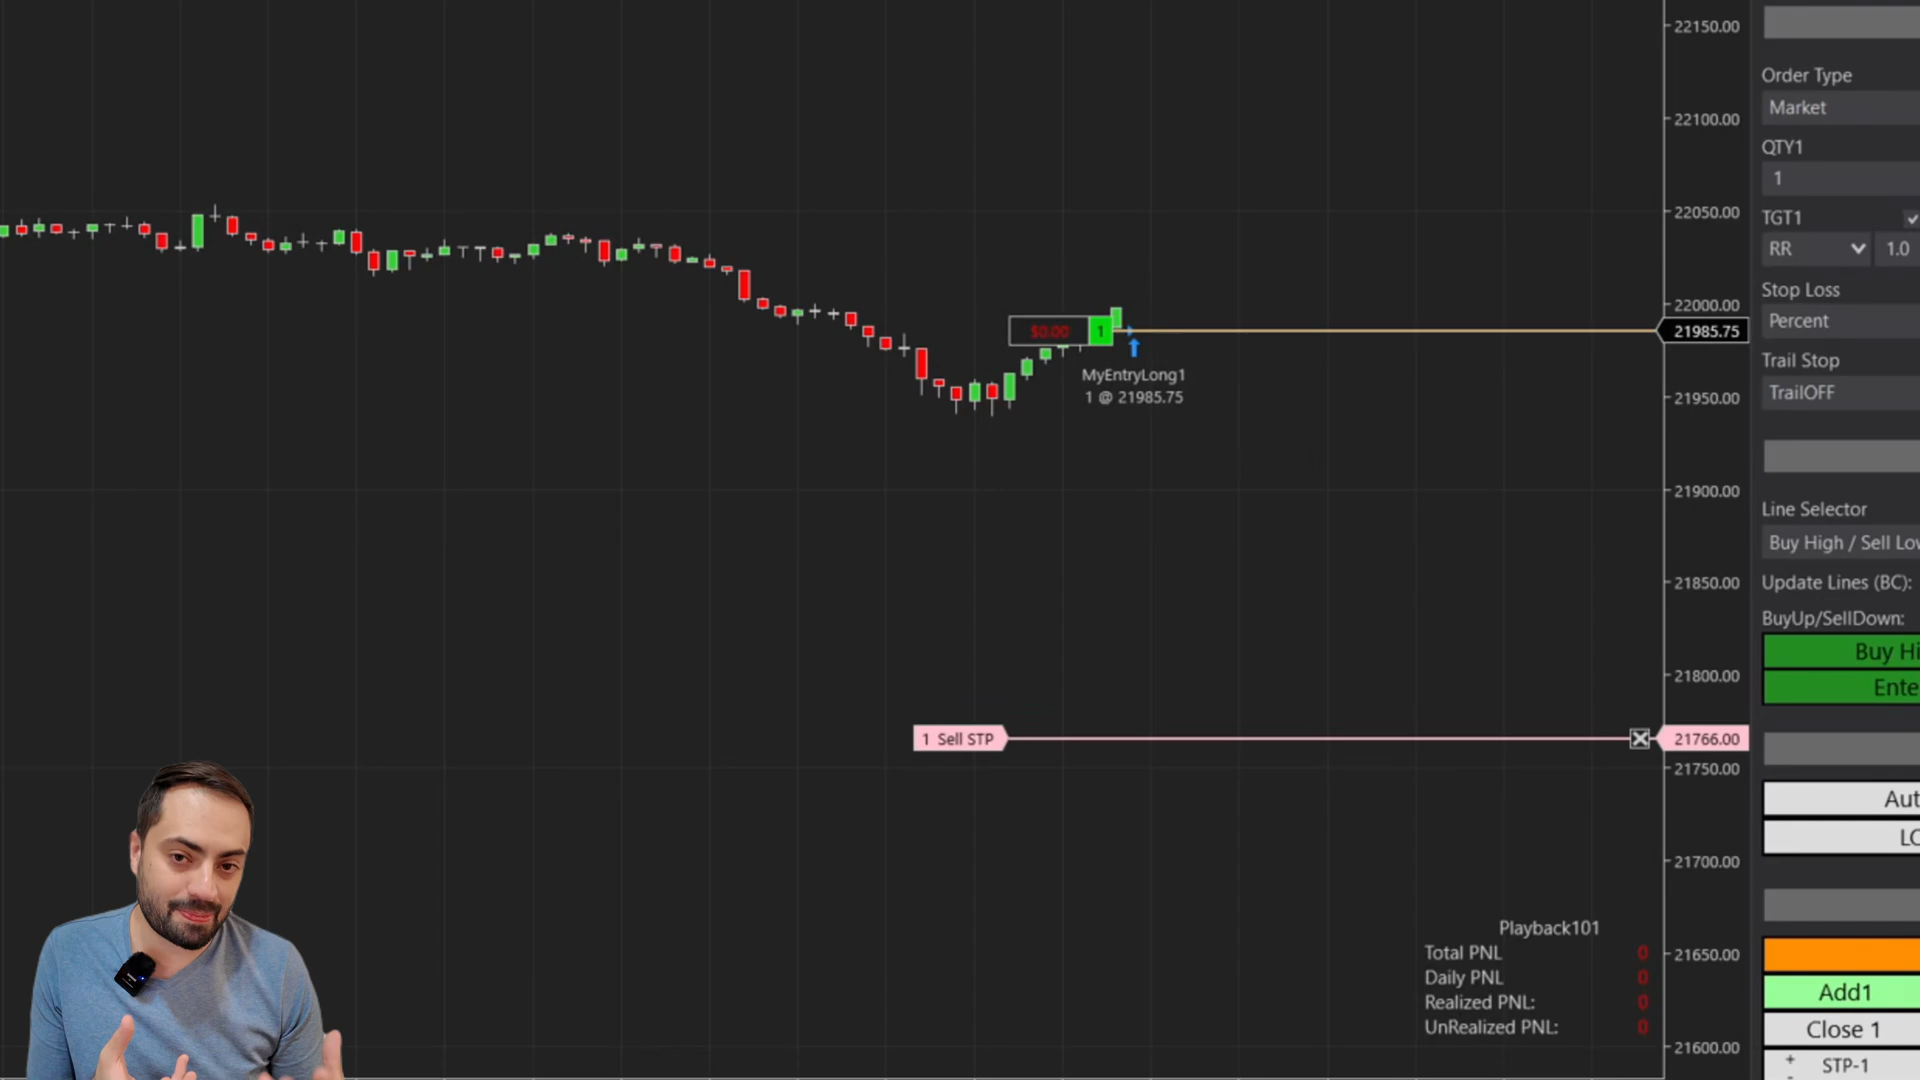 22150.00
22100.00
22050.00
22000.00
21985.75
21950.00
21900.00
21850.00
21800.00
21766.00
21750.00
21700.00
21650.00
21600.00
$0.00 1
MyEntryLong1
1 @ 21985.75
1 Sell STP
Playback101
Total PNL 0
Daily PNL 0
Realized PNL: 0
UnRealized PNL: 0
Order Type
Market
QTY1
1
TGT1
RR 1.0
Stop Loss
Percent
Trail Stop
TrailOFF
Line Selector
Buy High / Sell Lov
Update Lines (BC):
BuyUp/SellDown:
Buy Hi
Ente
Aut
LO
Add1
Close 1
+ STP-1